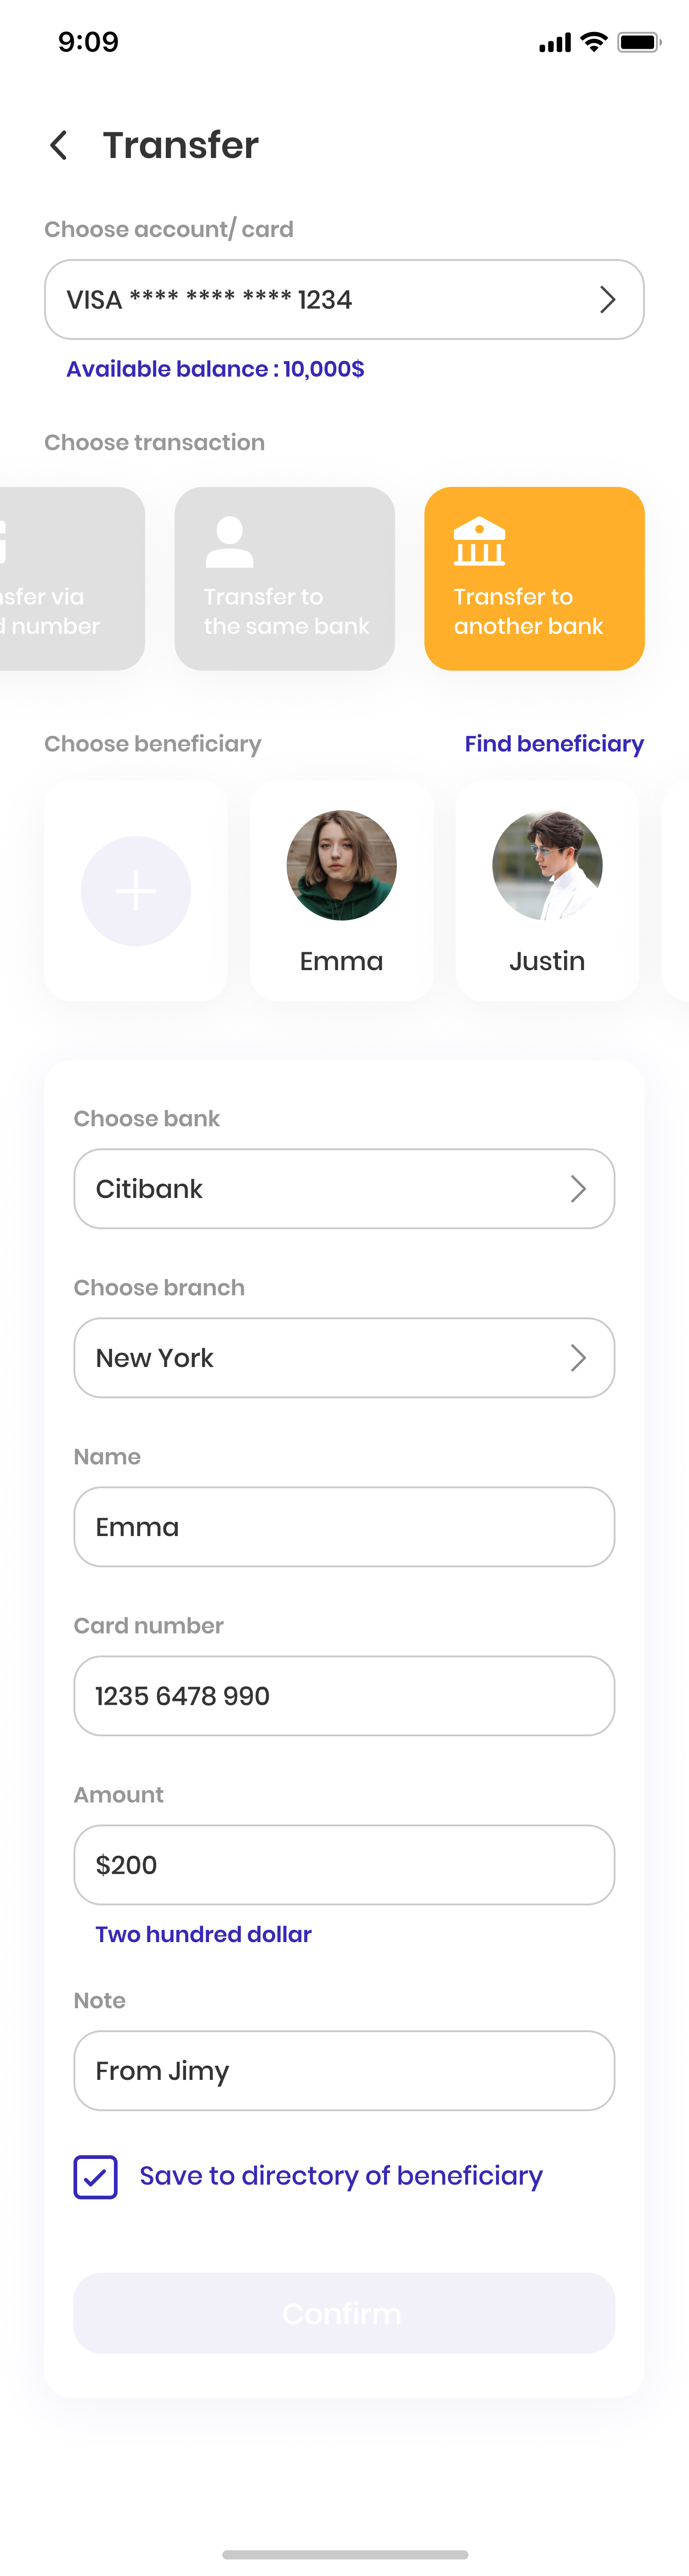 9:09
Transfer
Choose account/ card
VISA **** **** **** 1234
Available balance : 10,000$
Choose transaction
via
number
Transfer to
the same bank
Transfer to
another bank
Choose beneficiary
Find beneficiary
Emma
Justin
Choose bank
Citibank
Choose branch
New York
Name
Emma
Card number
1235 6478 990
Amount
$200
Two hundred dollar
Note
From Jimy
Save to directory of beneficiary
Confirm